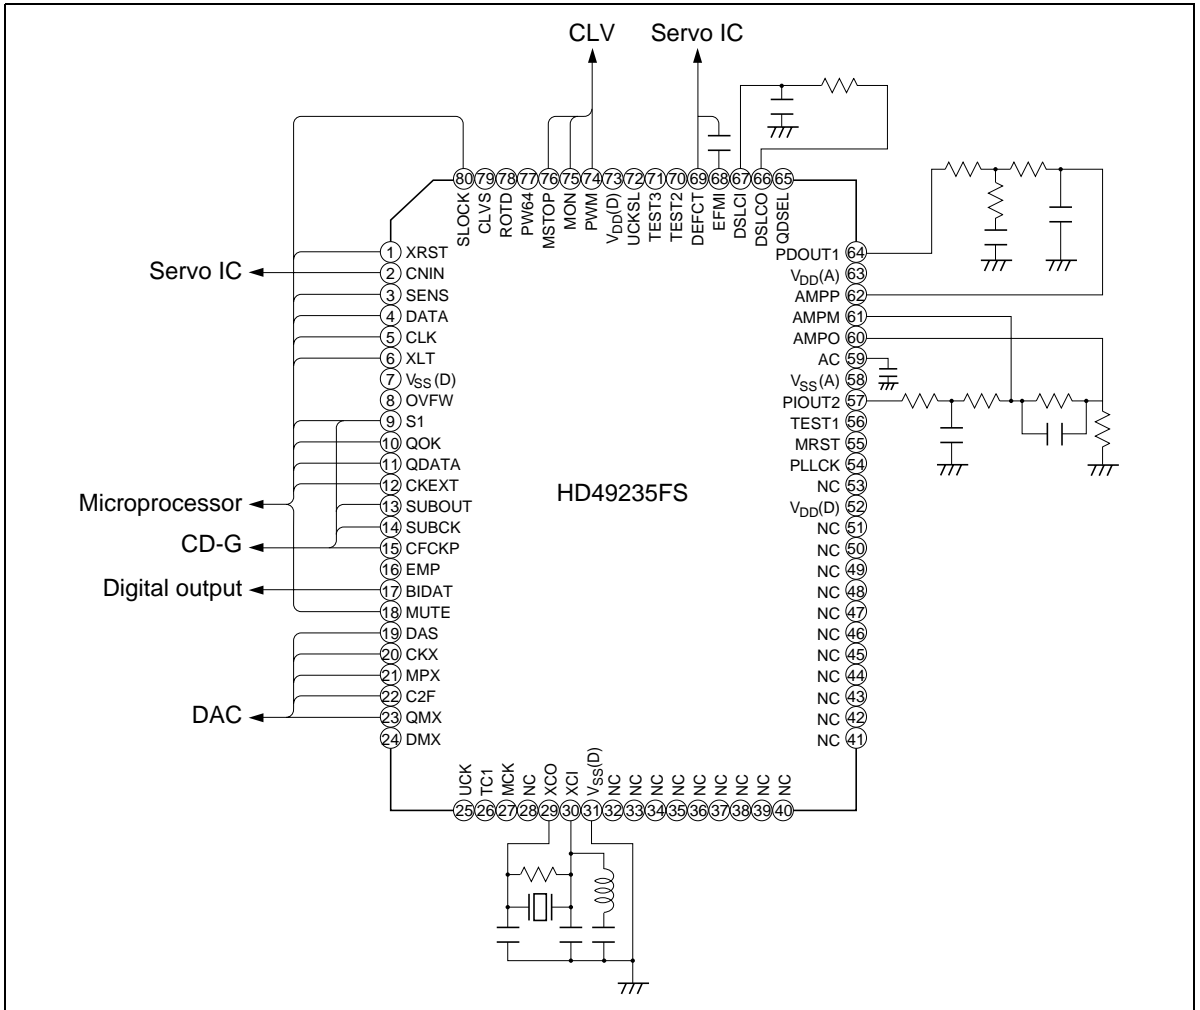 CLV
Servo IC
80 79 78 77 76 75 74 73 72 71 70 69 68 67 66 65
SLOCK
CLVS
ROTD
PW64
MSTOP
MON
PWM
VDD(D)
UCKSL
TEST3
TEST2
DEFCT
EFMI
DSLCI
DSLCO
QDSEL
Servo IC
Microprocessor
CD-G
Digital output
DAC
1 XRST
2 CNIN
3 SENS
4 DATA
5 CLK
6 XLT
7 VSS(D)
8 OVFW
9 S1
10 QOK
11 QDATA
12 CKEXT
13 SUBOUT
14 SUBCK
15 CFCKP
16 EMP
17 BIDAT
18 MUTE
19 DAS
20 CKX
21 MPX
22 C2F
23 QMX
24 DMX
HD49235FS
PDOUT1 64
VDD(A) 63
AMPP 62
AMPM 61
AMPO 60
AC 59
VSS(A) 58
PIOUT2 57
TEST1 56
MRST 55
PLLCK 54
NC 53
VDD(D) 52
NC 51
NC 50
NC 49
NC 48
NC 47
NC 46
NC 45
NC 44
NC 43
NC 42
NC 41
UCK
TC1
MCK
NC
XCO
XCI
VSS(D)
NC
NC
NC
NC
NC
NC
NC
NC
NC
25 26 27 28 29 30 31 32 33 34 35 36 37 38 39 40